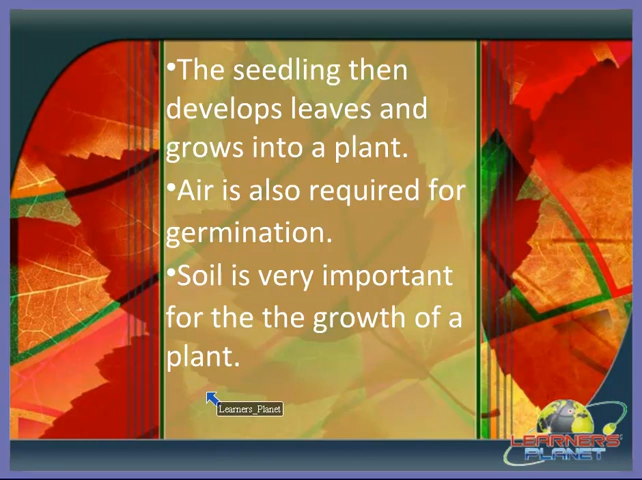 •The seedling then
develops leaves and
grows into a plant.
•Air is also required for
germination.
•Soil is very important
for the the growth of a
plant.
Learners_Planet
LEARNERS
PLANET